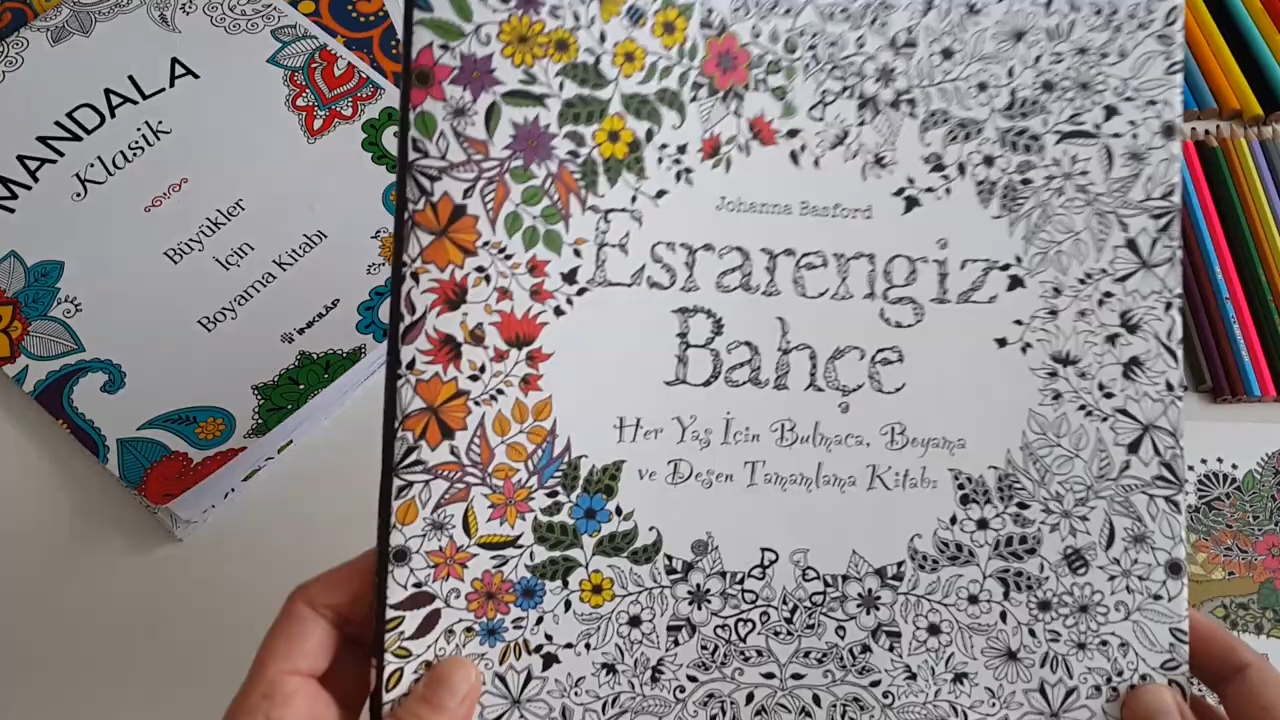 MANDALA
Klasik
Büyükler
İçin
Boyama Kitabı
İNKILÂP
Johanna Basford
Esrarengiz
Bahçe
Her Yaş İçin Bulmaca, Boyama
ve Desen Tamamlama Kitabı